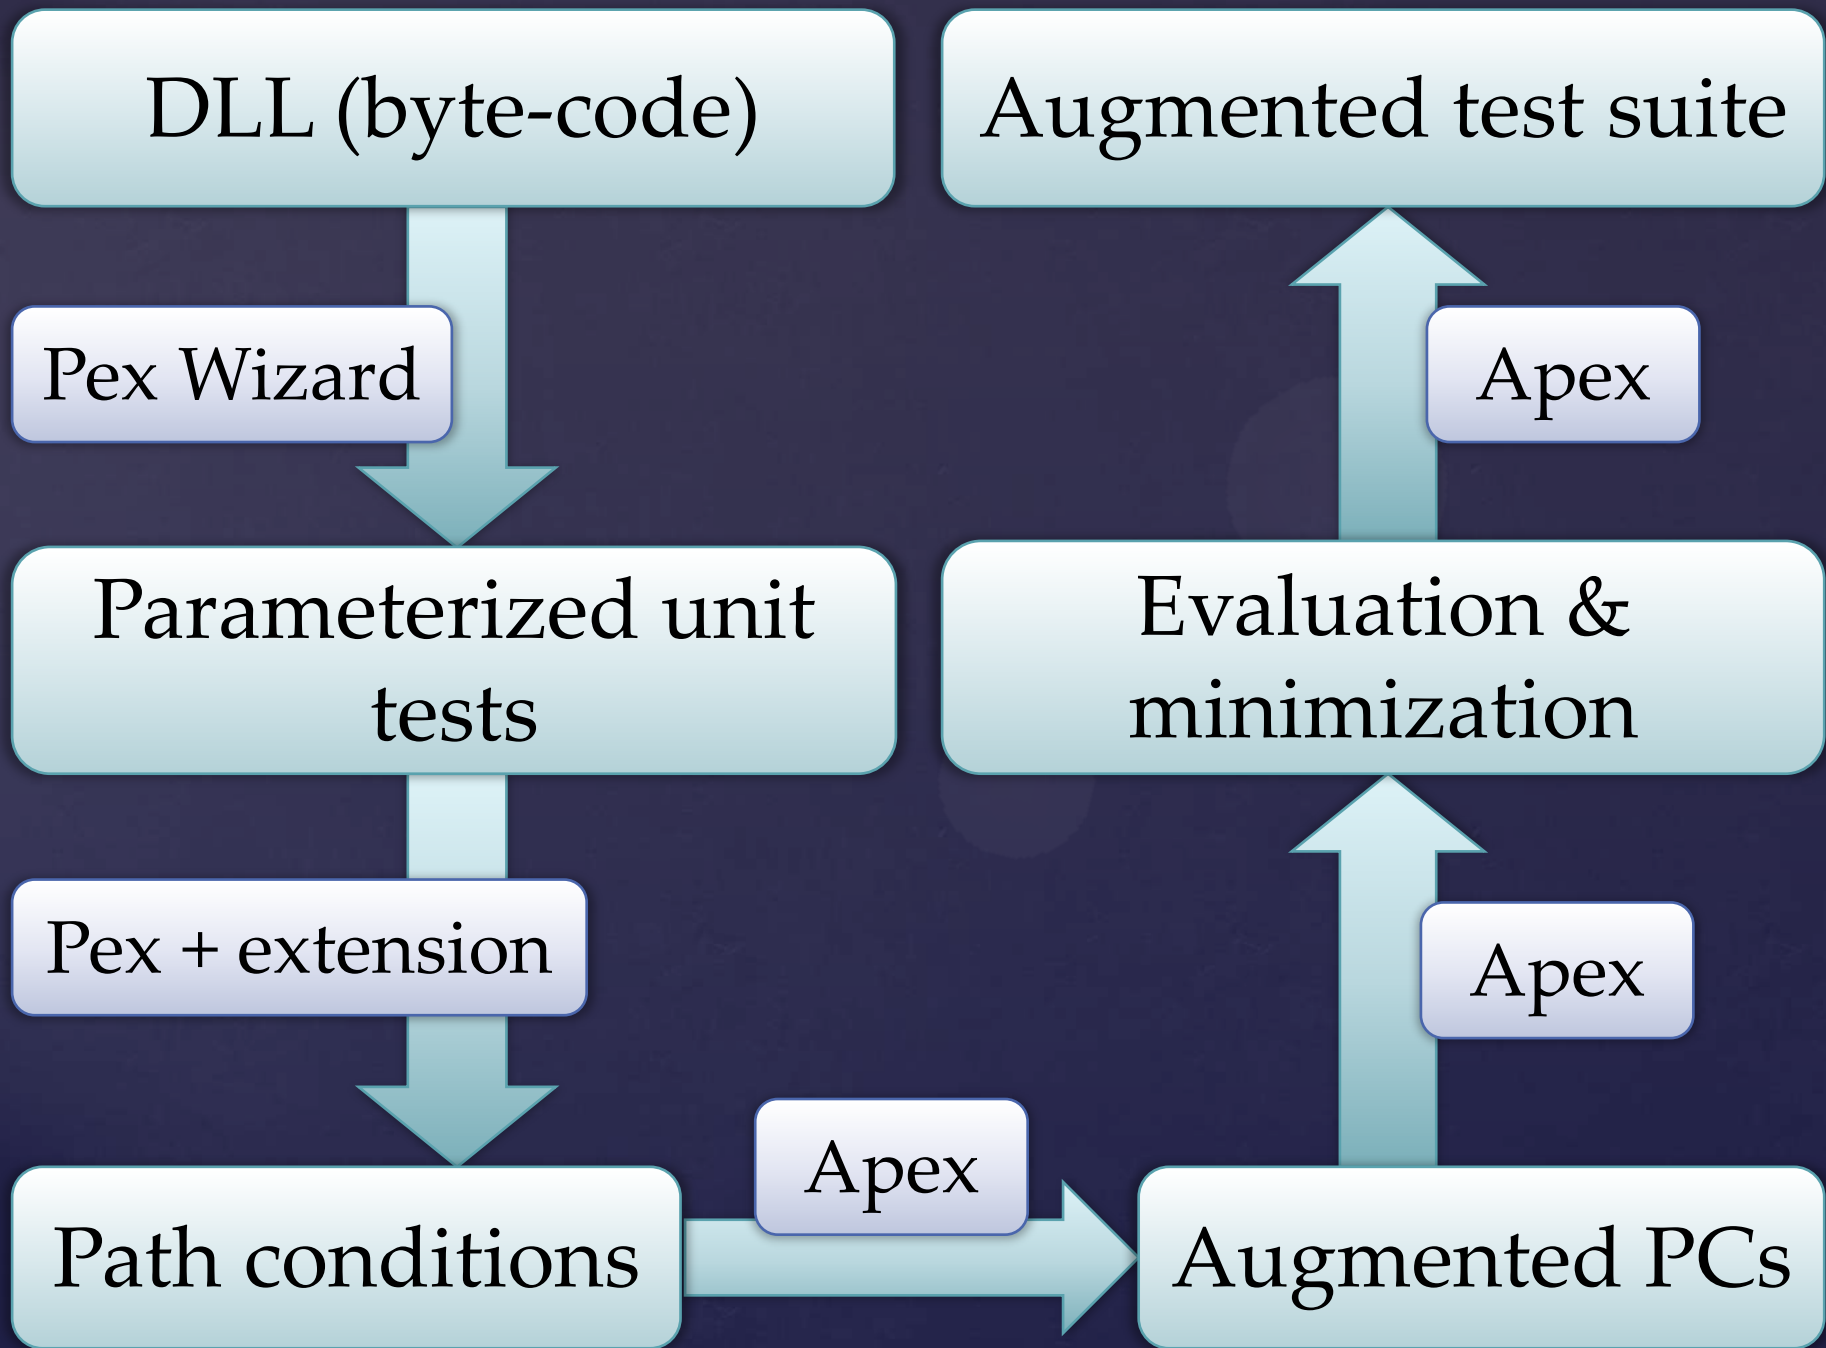 DLL (byte-code)
Pex Wizard
Parameterized unit
tests
Pex + extension
Path conditions
Apex
Augmented PCs
Apex
Evaluation &
minimization
Apex
Augmented test suite